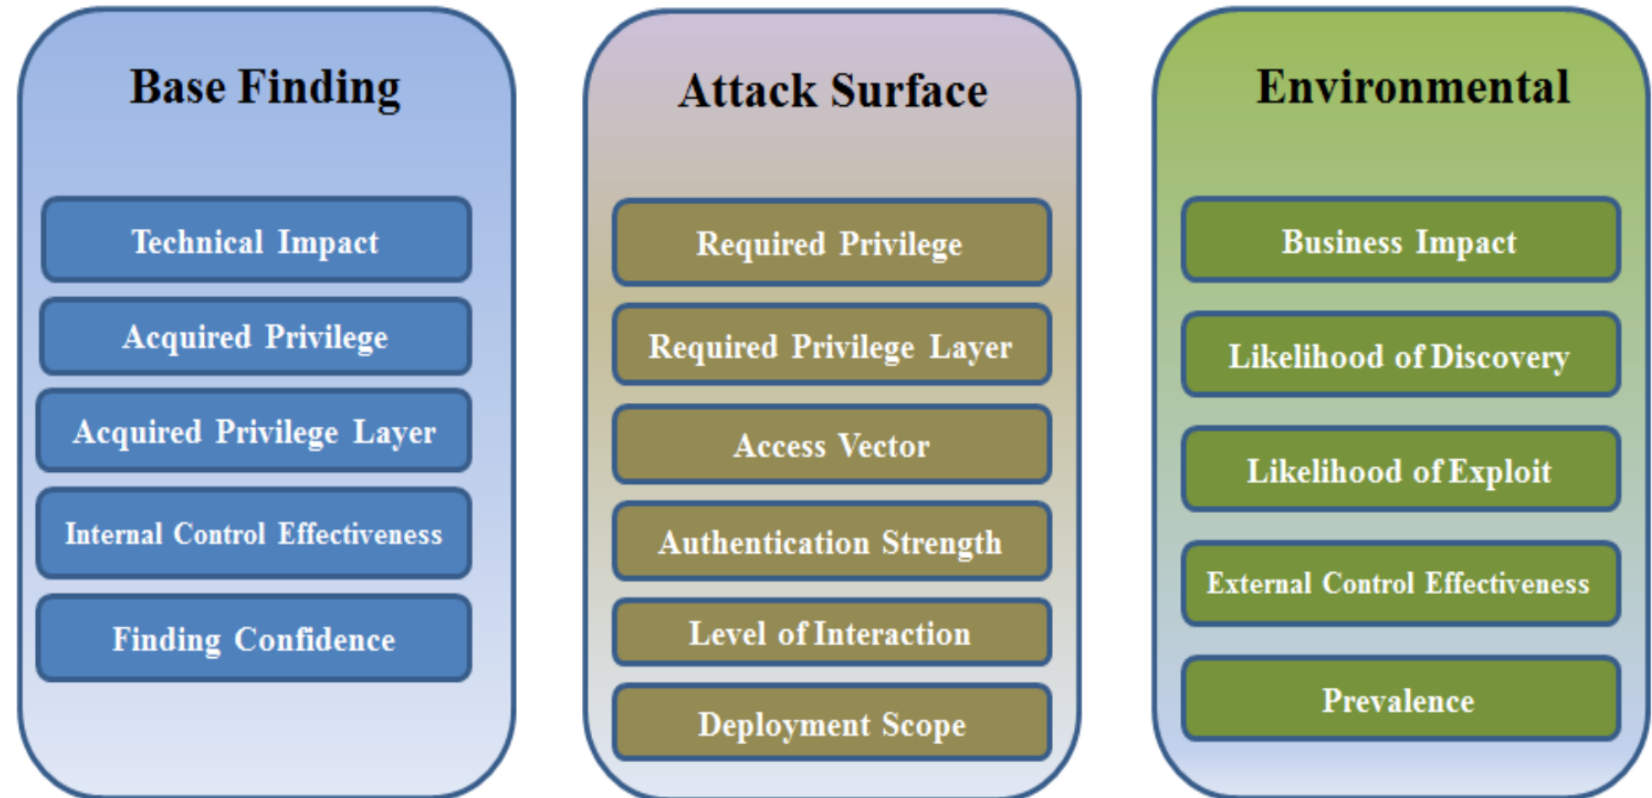 Base Finding
Technical Impact
Acquired Privilege
Acquired Privilege Layer
Internal Control Effectiveness
Finding Confidence
Attack Surface
Required Privilege
Required Privilege Layer
Access Vector
Authentication Strength
Level of Interaction
Deployment Scope
Environmental
Business Impact
Likelihood of Discovery
Likelihood of Exploit
External Control Effectiveness
Prevalence